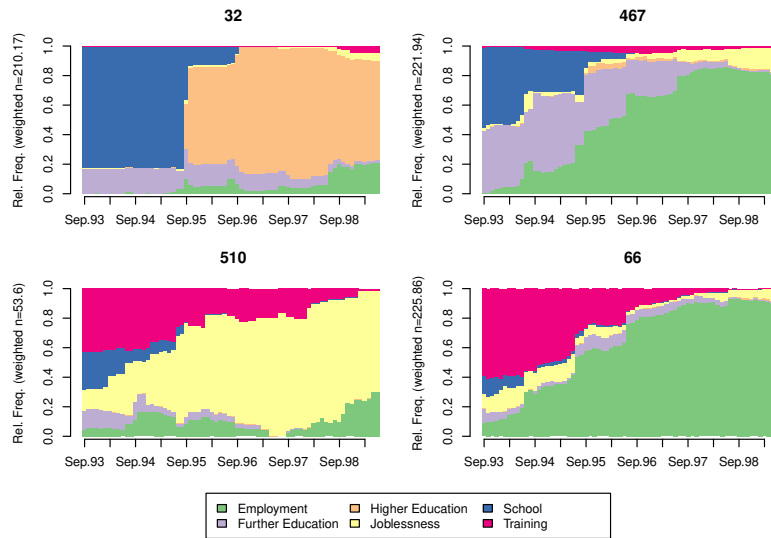 32
Rel. Freq. (weighted n=210.17)
1.0
0.8
0.6
0.4
0.2
0.0
Sep.93 Sep.94 Sep.95 Sep.96 Sep.97 Sep.98
467
Rel. Freq. (weighted n=221.94)
1.0
0.8
0.6
0.4
0.2
0.0
Sep.93 Sep.94 Sep.95 Sep.96 Sep.97 Sep.98
510
Rel. Freq. (weighted n=53.6)
1.0
0.8
0.6
0.4
0.2
0.0
Sep.93 Sep.94 Sep.95 Sep.96 Sep.97 Sep.98
66
Rel. Freq. (weighted n=225.86)
1.0
0.8
0.6
0.4
0.2
0.0
Sep.93 Sep.94 Sep.95 Sep.96 Sep.97 Sep.98
Employment Higher Education School
Further Education Joblessness Training